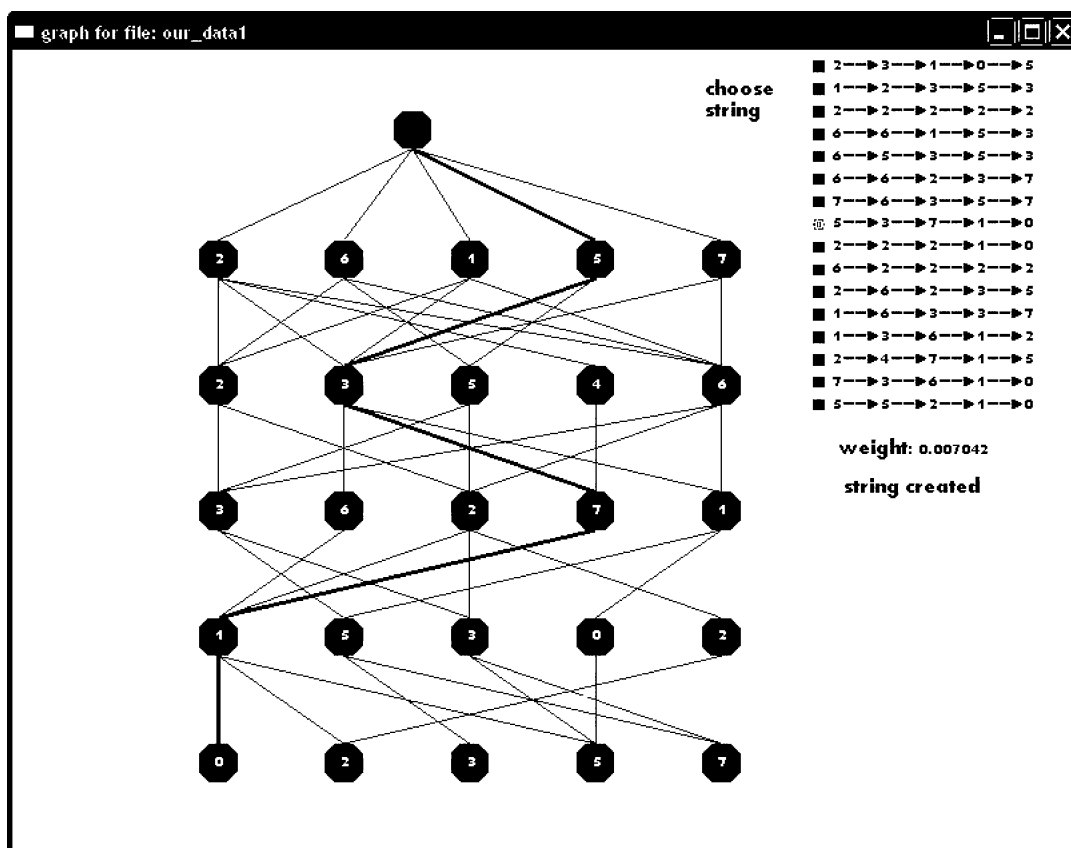 graph for file: our_data1
choose
string
2-->3-->1-->0-->5
1-->2-->3-->5-->3
2-->2-->2-->2-->2
6-->6-->1-->5-->3
6-->5-->3-->5-->3
6-->6-->2-->3-->7
7-->6-->3-->5-->7
5-->3-->7-->1-->0
2-->2-->2-->1-->0
6-->2-->2-->2-->2
2-->6-->2-->3-->5
1-->6-->3-->3-->7
1-->3-->6-->1-->2
2-->4-->7-->1-->5
7-->3-->6-->1-->0
5-->5-->2-->1-->0
weight: 0.007042
string created
2 6 1 5 7
2 3 5 4 6
3 6 2 7 1
1 5 3 0 2
0 2 3 5 7